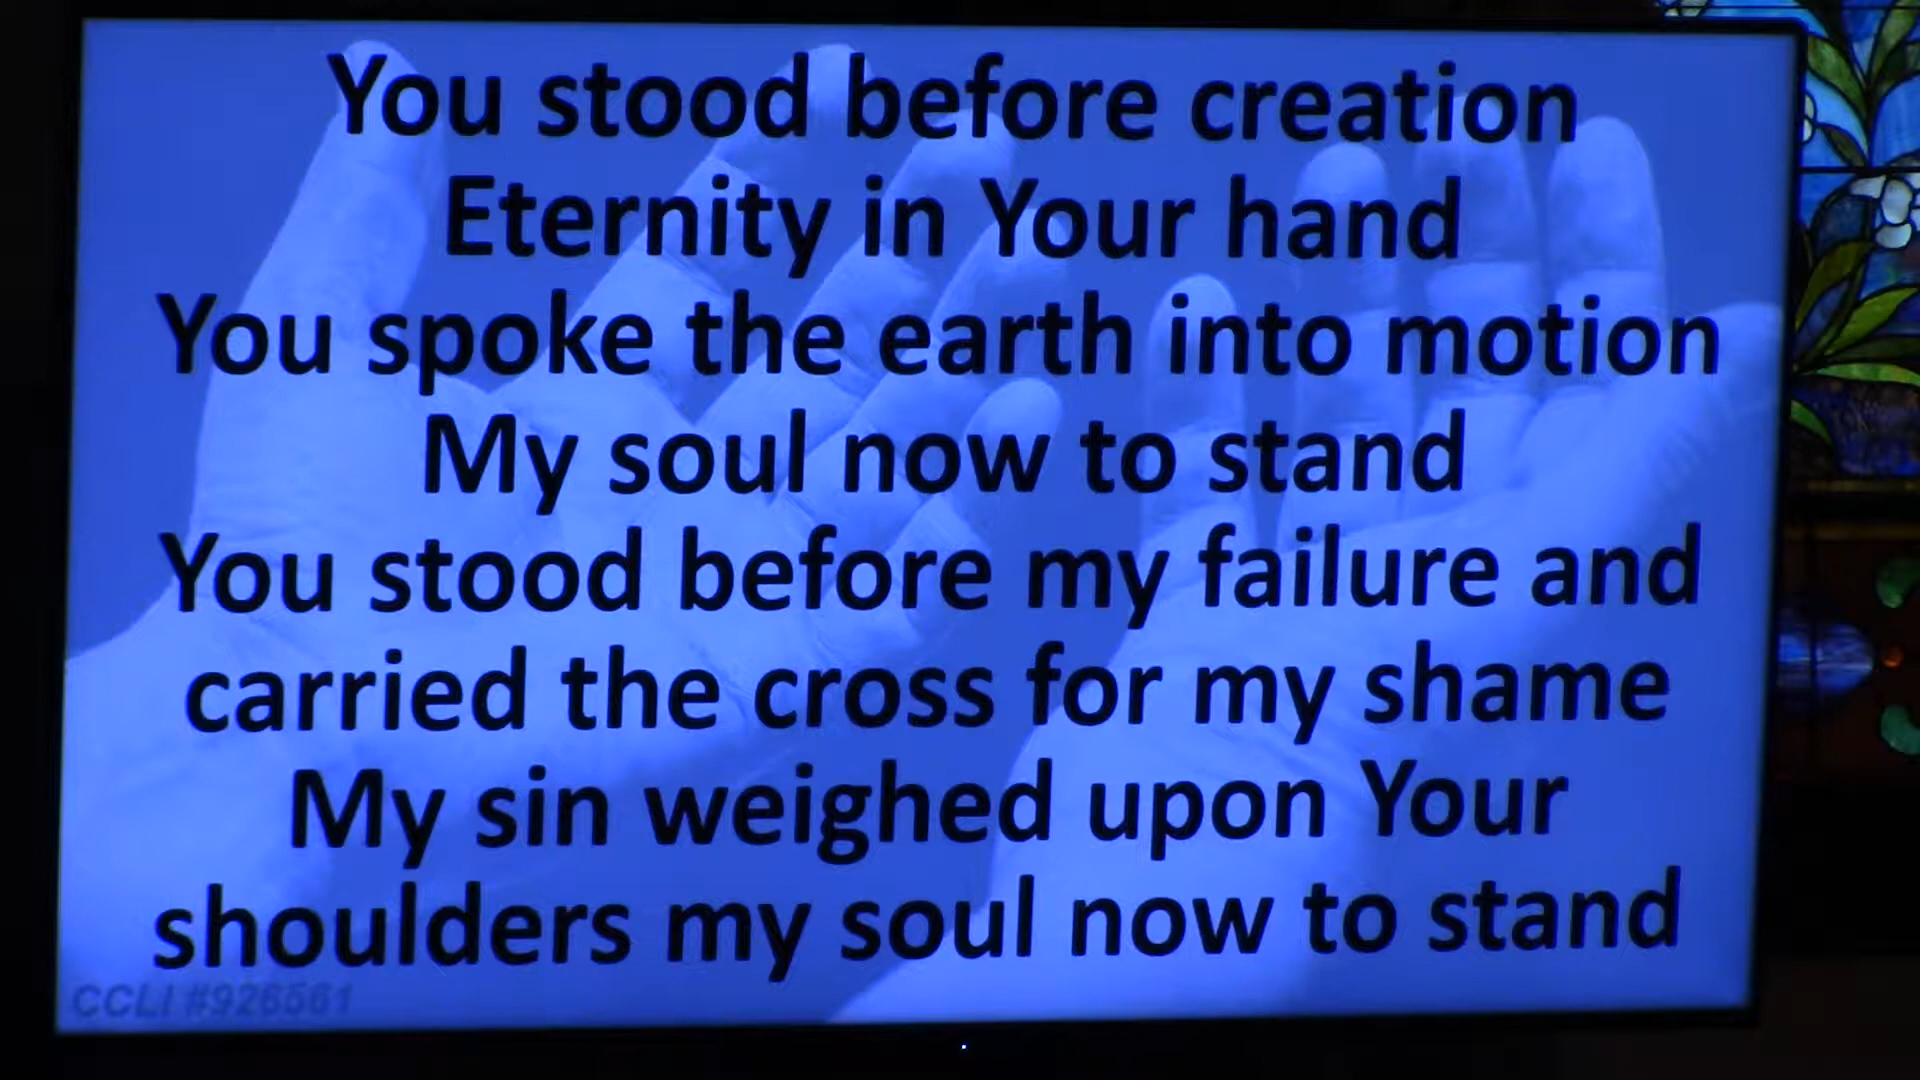 You stood before creation
Eternity in Your hand
You spoke the earth into motion
My soul now to stand
You stood before my failure and
carried the cross for my shame
My sin weighed upon Your
shoulders my soul now to stand
CCLI #926561